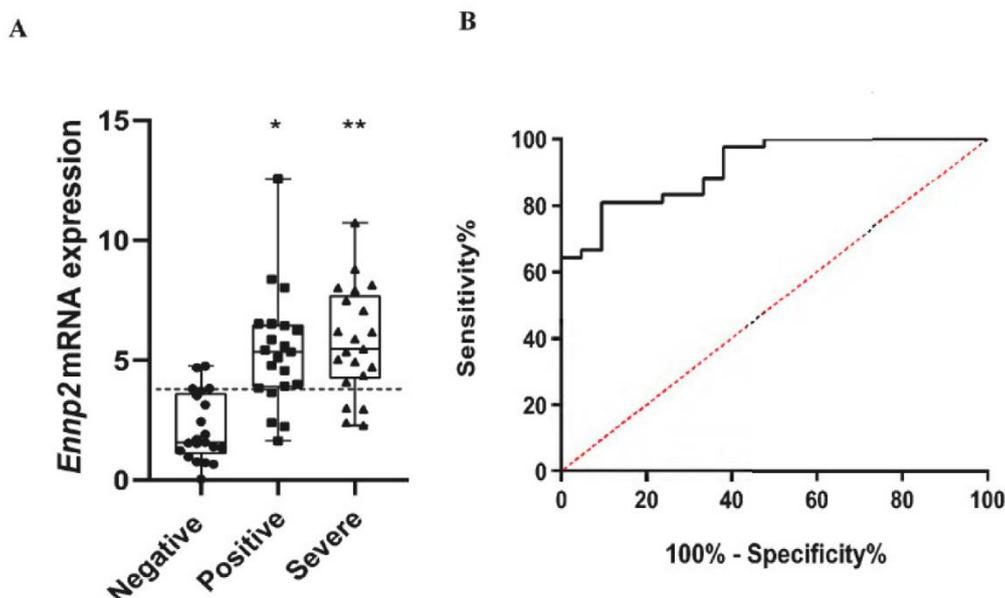 A
Ennp2 mRNA expression
15
10
5
0
*
**
Negative
Positive
Severe
B
Sensitivity%
100
80
60
40
20
0
0 20 40 60 80 100
100% - Specificity%